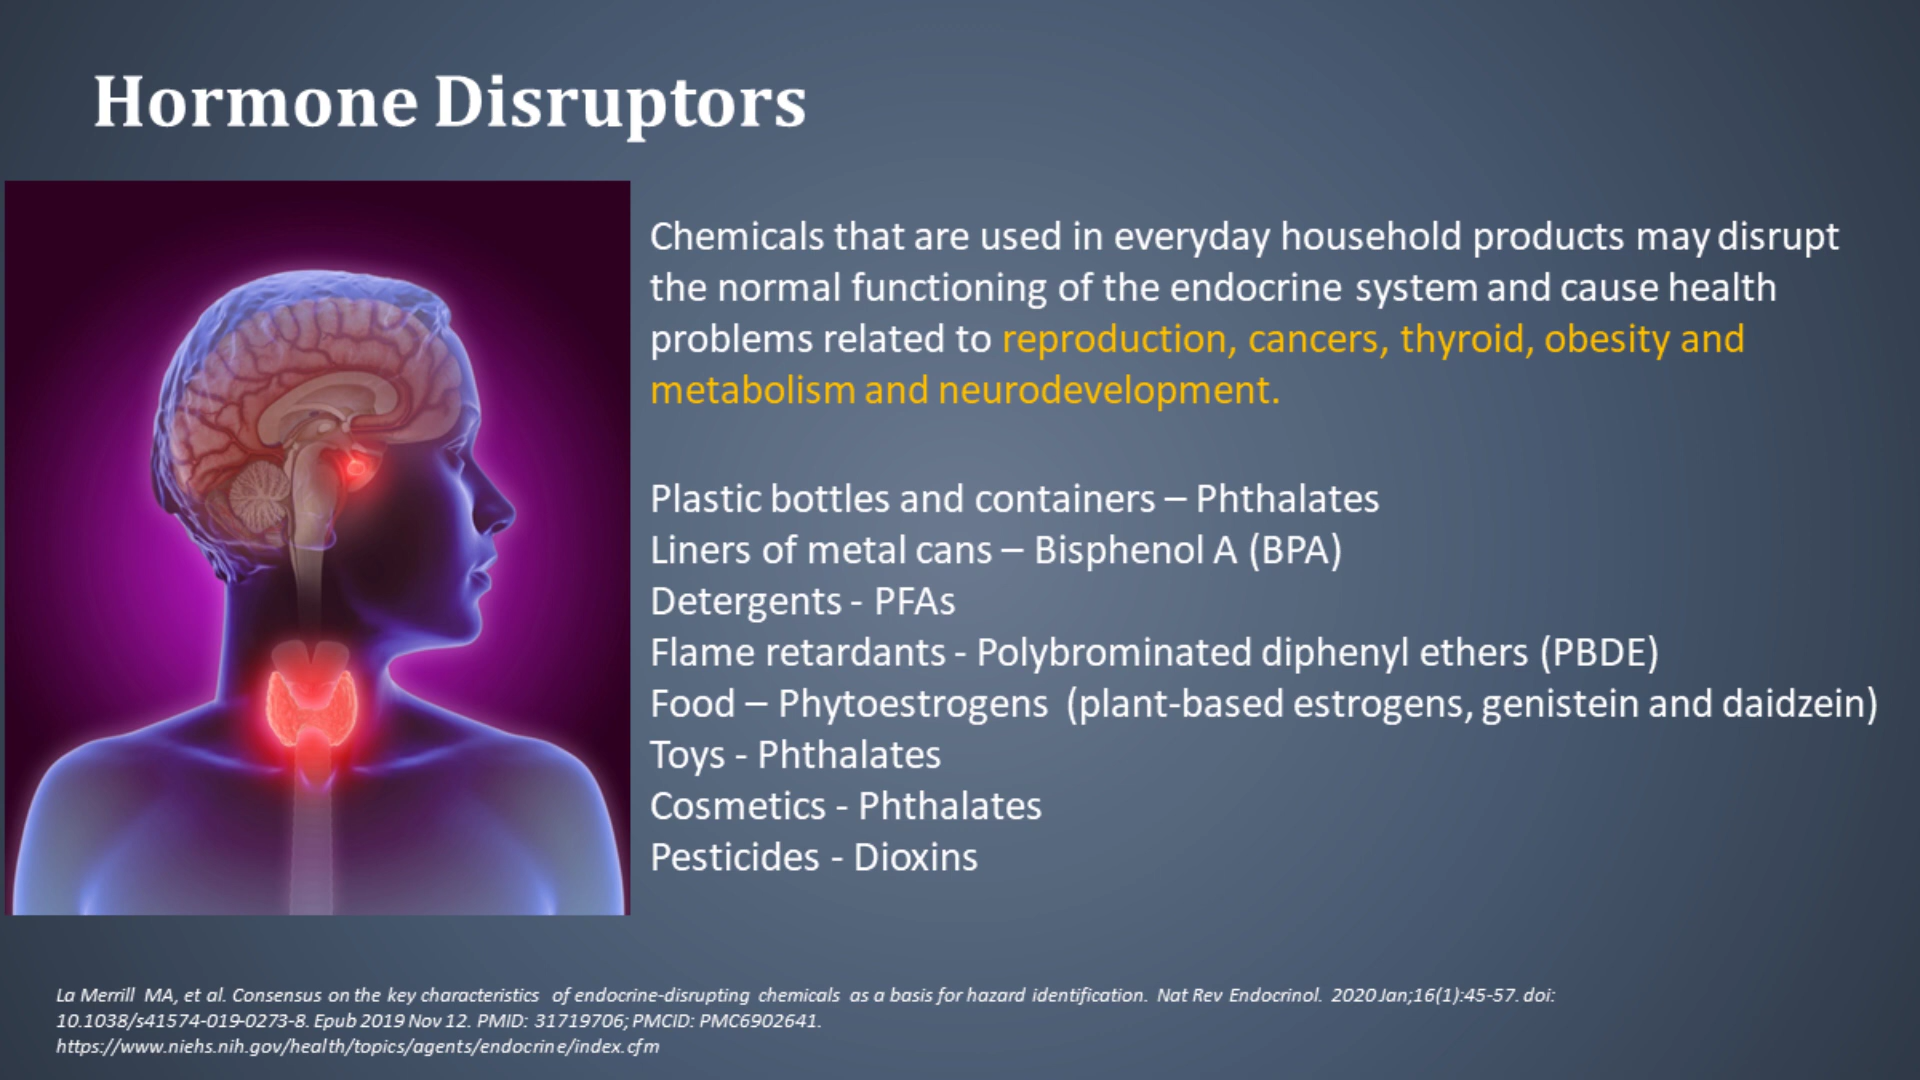 Hormone Disruptors
Chemicals that are used in everyday household products may disrupt
the normal functioning of the endocrine system and cause health
problems related to reproduction, cancers, thyroid, obesity and
metabolism and neurodevelopment.
Plastic bottles and containers – Phthalates
Liners of metal cans – Bisphenol A (BPA)
Detergents - PFAs
Flame retardants - Polybrominated diphenyl ethers (PBDE)
Food – Phytoestrogens (plant-based estrogens, genistein and daidzein)
Toys - Phthalates
Cosmetics - Phthalates
Pesticides - Dioxins
La Merrill MA, et al. Consensus on the key characteristics of endocrine-disrupting chemicals as a basis for hazard identification. Nat Rev Endocrinol. 2020 Jan;16(1):45-57. doi:
10.1038/s41574-019-0273-8. Epub 2019 Nov 12. PMID: 31719706; PMCID: PMC6902641.
https://www.niehs.nih.gov/health/topics/agents/endocrine/index.cfm